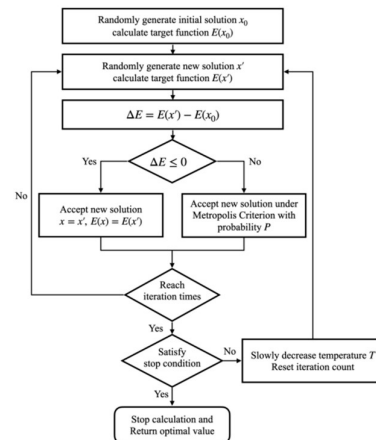 Randomly generate initial solution x₀
calculate target function E(x₀)
Randomly generate new solution x′
calculate target function E(x′)
ΔE = E(x′) − E(x₀)
Yes
ΔE ≤ 0
No
No
Accept new solution
x = x′, E(x) = E(x′)
Accept new solution under
Metropolis Criterion with
probability P
Reach
iteration times
Yes
Satisfy
stop condition
No
Slowly decrease temperature T
Reset iteration count
Yes
Stop calculation and
Return optimal value